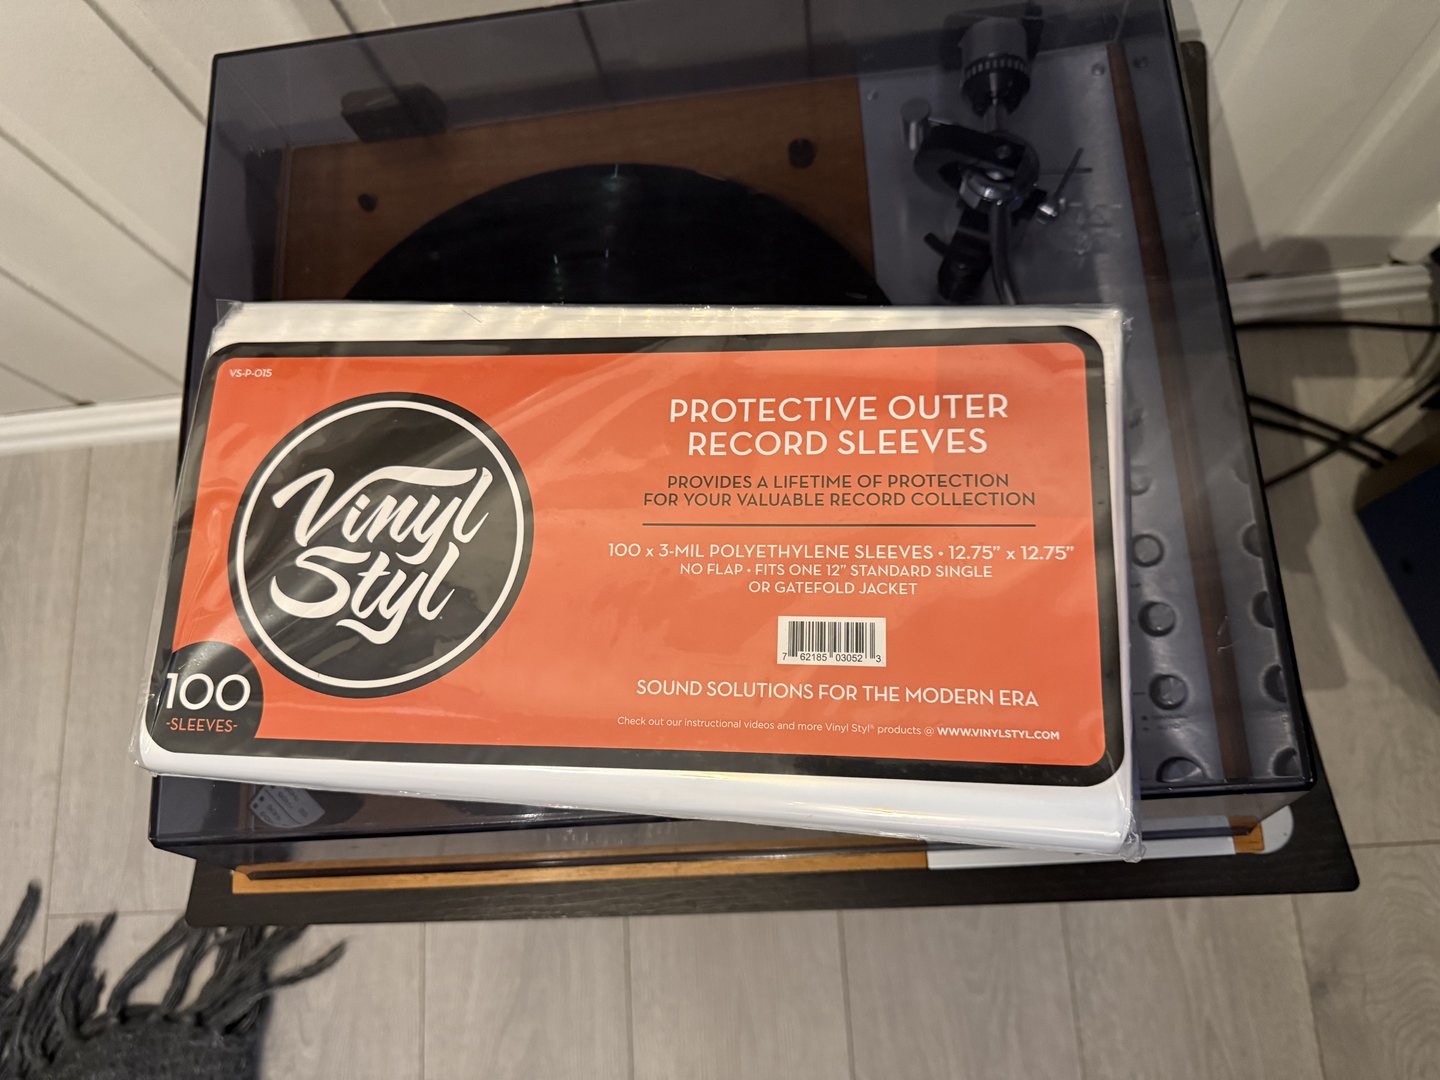 VS-P-015
Vinyl
Styl
100
-SLEEVES-
PROTECTIVE OUTER
RECORD SLEEVES
PROVIDES A LIFETIME OF PROTECTION
FOR YOUR VALUABLE RECORD COLLECTION
100 x 3-MIL POLYETHYLENE SLEEVES • 12.75” x 12.75”
NO FLAP • FITS ONE 12” STANDARD SINGLE
OR GATEFOLD JACKET
7 62185 03052 3
SOUND SOLUTIONS FOR THE MODERN ERA
Check out our instructional videos and more Vinyl Styl® products @ WWW.VINYLSTYL.COM